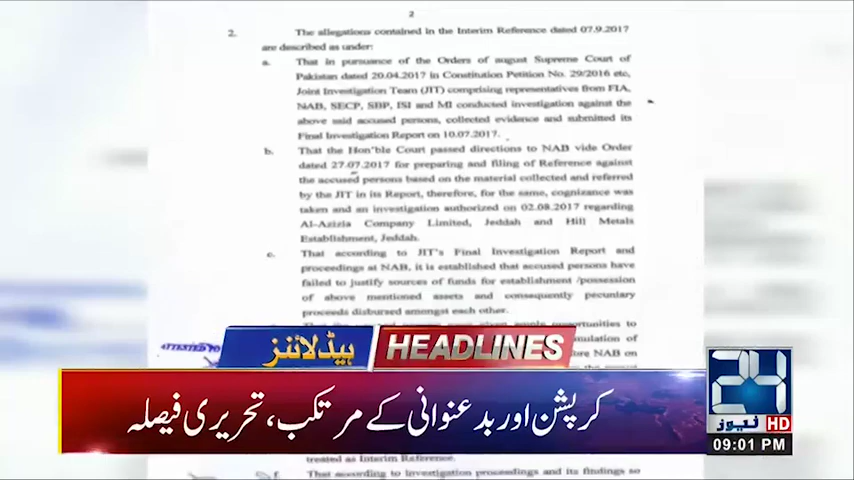 2
2. The allegations contained in the Interim Reference dated 07.9.2017
are described as under:
a. That in pursuance of the Orders of august Supreme Court of
Pakistan dated 20.04.2017 in Constitution Petition No. 29/2016 etc,
Joint Investigation Team (JIT) comprising representatives from FIA,
NAB, SECP, SBP, ISI and MI conducted investigation against the
above said accused persons, collected evidence and submitted its
Final Investigation Report on 10.07.2017.
b. That the Hon'ble Court passed directions to NAB vide Order
dated 27.07.2017 for preparing and filing of Reference against
the accused persons based on the material collected and referred
by the JIT in its Report, therefore, for the same, cognizance was
taken and an investigation authorized on 02.08.2017 regarding
Al-Azizia Company Limited, Jeddah and Hill Metals
Establishment, Jeddah.
c. That according to JIT's Final Investigation Report and
proceedings at NAB, it is established that accused persons have
failed to justify sources of funds for establishment /possession
of above mentioned assets and consequently pecuniary
proceeds disbursed amongst each other.
opportunities to
ATTESTED TO
ہیڈلائنز HEADLINES
NAB on
کرپشن اور بدعنوانی کے مرتکب، تحریری فیصلہ
24
نیوز HD
09:01 PM
treated as Interim Reference.
f. That according to investigation proceedings and its findings so